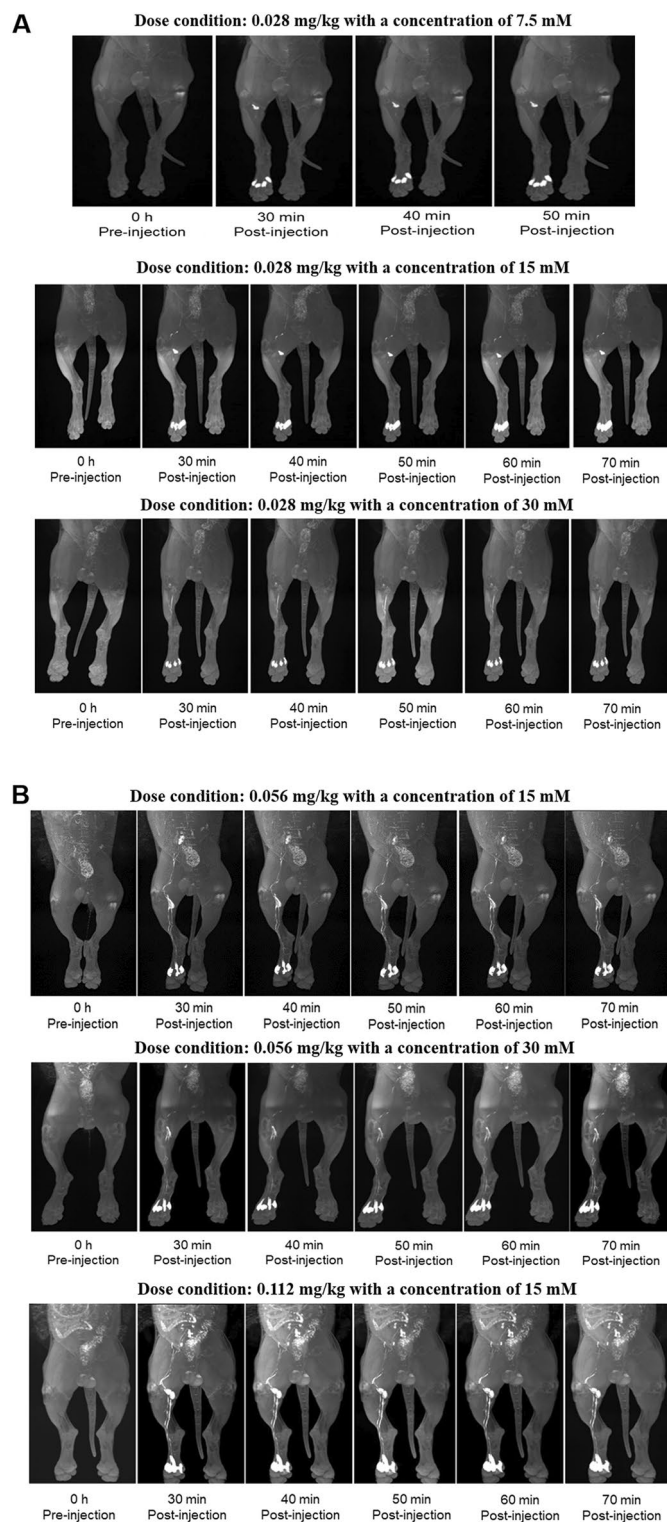 A
Dose condition: 0.028 mg/kg with a concentration of 7.5 mM
0 h 30 min 40 min 50 min
Pre-injection Post-injection Post-injection Post-injection
Dose condition: 0.028 mg/kg with a concentration of 15 mM
0 h 30 min 40 min 50 min 60 min 70 min
Pre-injection Post-injection Post-injection Post-injection Post-injection Post-injection
Dose condition: 0.028 mg/kg with a concentration of 30 mM
0 h 30 min 40 min 50 min 60 min 70 min
Pre-injection Post-injection Post-injection Post-injection Post-injection Post-injection
B
Dose condition: 0.056 mg/kg with a concentration of 15 mM
0 h 30 min 40 min 50 min 60 min 70 min
Pre-injection Post-injection Post-injection Post-injection Post-injection Post-injection
Dose condition: 0.056 mg/kg with a concentration of 30 mM
0 h 30 min 40 min 50 min 60 min 70 min
Pre-injection Post-injection Post-injection Post-injection Post-injection Post-injection
Dose condition: 0.112 mg/kg with a concentration of 15 mM
0 h 30 min 40 min 50 min 60 min 70 min
Pre-injection Post-injection Post-injection Post-injection Post-injection Post-injection